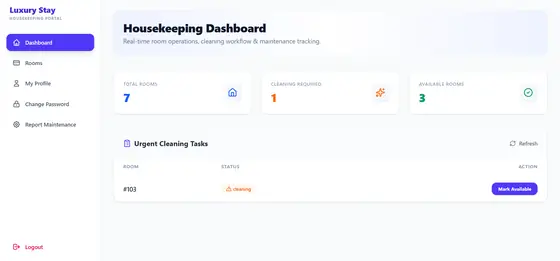 Luxury Stay
HOUSEKEEPING PORTAL
Dashboard
Rooms
My Profile
Change Password
Report Maintenance
Logout
Housekeeping Dashboard
Real-time room operations, cleaning workflow & maintenance tracking.
TOTAL ROOMS
7
CLEANING REQUIRED
1
AVAILABLE ROOMS
3
Urgent Cleaning Tasks
Refresh
ROOM STATUS ACTION
#103 cleaning Mark Available